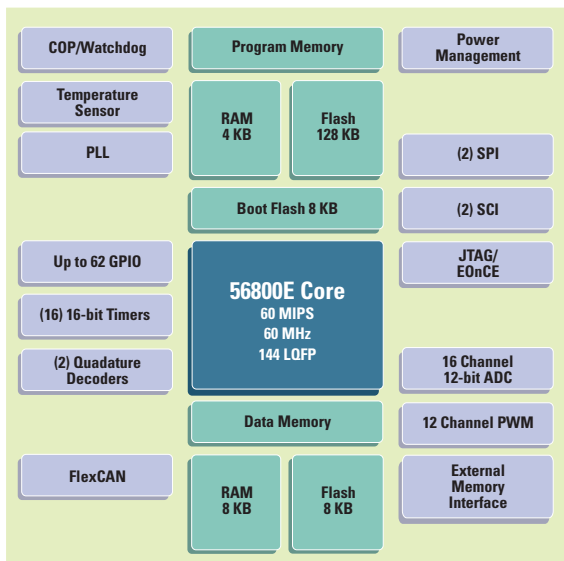 COP/Watchdog
Program Memory
Power
Management
Temperature
Sensor
RAM
4 KB
Flash
128 KB
PLL
(2) SPI
Boot Flash 8 KB
(2) SCI
Up to 62 GPIO
56800E Core
60 MIPS
60 MHz
144 LQFP
JTAG/
EOnCE
(16) 16-bit Timers
(2) Quadature
Decoders
16 Channel
12-bit ADC
Data Memory
12 Channel PWM
FlexCAN
RAM
8 KB
Flash
8 KB
External
Memory
Interface